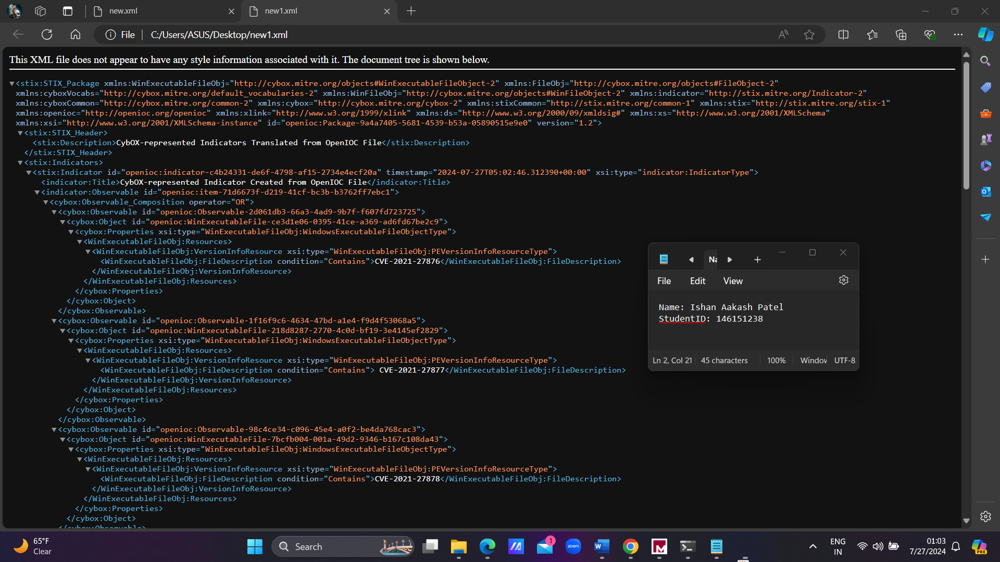 new.xml
new1.xml
File
C:/Users/ASUS/Desktop/new1.xml
This XML file does not appear to have any style information associated with it. The document tree is shown below.
▼<stix:STIX_Package xmlns:WinExecutableFileObj="http://cybox.mitre.org/objects#WinExecutableFileObject-2" xmlns:FileObj="http://cybox.mitre.org/objects#FileObject-2"
xmlns:cyboxVocabs="http://cybox.mitre.org/default_vocabularies-2" xmlns:WinFileObj="http://cybox.mitre.org/objects#WinFileObject-2" xmlns:indicator="http://stix.mitre.org/Indicator-2"
xmlns:cyboxCommon="http://cybox.mitre.org/common-2" xmlns:cybox="http://cybox.mitre.org/cybox-2" xmlns:stixCommon="http://stix.mitre.org/common-1" xmlns:stix="http://stix.mitre.org/stix-1"
xmlns:openioc="http://openioc.org/openioc" xmlns:xlink="http://www.w3.org/1999/xlink" xmlns:ds="http://www.w3.org/2000/09/xmldsig#" xmlns:xs="http://www.w3.org/2001/XMLSchema"
xmlns:xsi="http://www.w3.org/2001/XMLSchema-instance" id="openioc:Package-9a4a7405-5681-4539-b53a-05890515e9e0" version="1.2">
▼<stix:STIX_Header>
<stix:Description>CybOX-represented Indicators Translated from OpenIOC File</stix:Description>
</stix:STIX_Header>
▼<stix:Indicators>
▼<stix:Indicator id="openioc:indicator-c4b24331-de6f-4798-af15-2734e4ecf20a" timestamp="2024-07-27T05:02:46.312390+00:00" xsi:type="indicator:IndicatorType">
<indicator:Title>CybOX-represented Indicator Created from OpenIOC File</indicator:Title>
▼<indicator:Observable id="openioc:item-71d6673f-d219-41cf-bc3b-b3762ff7ebc1">
▼<cybox:Observable_Composition operator="OR">
▼<cybox:Observable id="openioc:Observable-2d061db3-66a3-4ad9-9b7f-f607fd723725">
▼<cybox:Object id="openioc:WinExecutableFile-ce3d1e06-0395-41ce-a369-ad6fd67be2c9">
▼<cybox:Properties xsi:type="WinExecutableFileObj:WindowsExecutableFileObjectType">
▼<WinExecutableFileObj:Resources>
▼<WinExecutableFileObj:VersionInfoResource xsi:type="WinExecutableFileObj:PEVersionInfoResourceType">
<WinExecutableFileObj:FileDescription condition="Contains">CVE-2021-27876</WinExecutableFileObj:FileDescription>
</WinExecutableFileObj:VersionInfoResource>
</WinExecutableFileObj:Resources>
</cybox:Properties>
</cybox:Object>
</cybox:Observable>
▼<cybox:Observable id="openioc:Observable-1f16f9c6-4634-47bd-a1e4-f9d4f53068a5">
▼<cybox:Object id="openioc:WinExecutableFile-218d8287-2770-4c0d-bf19-3e4145ef2829">
▼<cybox:Properties xsi:type="WinExecutableFileObj:WindowsExecutableFileObjectType">
▼<WinExecutableFileObj:Resources>
▼<WinExecutableFileObj:VersionInfoResource xsi:type="WinExecutableFileObj:PEVersionInfoResourceType">
<WinExecutableFileObj:FileDescription condition="Contains"> CVE-2021-27877</WinExecutableFileObj:FileDescription>
</WinExecutableFileObj:VersionInfoResource>
</WinExecutableFileObj:Resources>
</cybox:Properties>
</cybox:Object>
</cybox:Observable>
▼<cybox:Observable id="openioc:Observable-98c4ce34-c096-45e4-a0f2-be4da768cac3">
▼<cybox:Object id="openioc:WinExecutableFile-7bcfb004-001a-49d2-9346-b167c108da43">
▼<cybox:Properties xsi:type="WinExecutableFileObj:WindowsExecutableFileObjectType">
▼<WinExecutableFileObj:Resources>
▼<WinExecutableFileObj:VersionInfoResource xsi:type="WinExecutableFileObj:PEVersionInfoResourceType">
<WinExecutableFileObj:FileDescription condition="Contains">CVE-2021-27878</WinExecutableFileObj:FileDescription>
</WinExecutableFileObj:VersionInfoResource>
</WinExecutableFileObj:Resources>
</cybox:Properties>
</cybox:Object>
</cybox:Observable>
Na
File Edit View
Name: Ishan Aakash Patel
StudentID: 146151238
Ln 2, Col 21 45 characters 100% Window UTF-8
65°F
Clear
Search
1
zoom
PRE
ENG
IN
01:03
7/27/2024